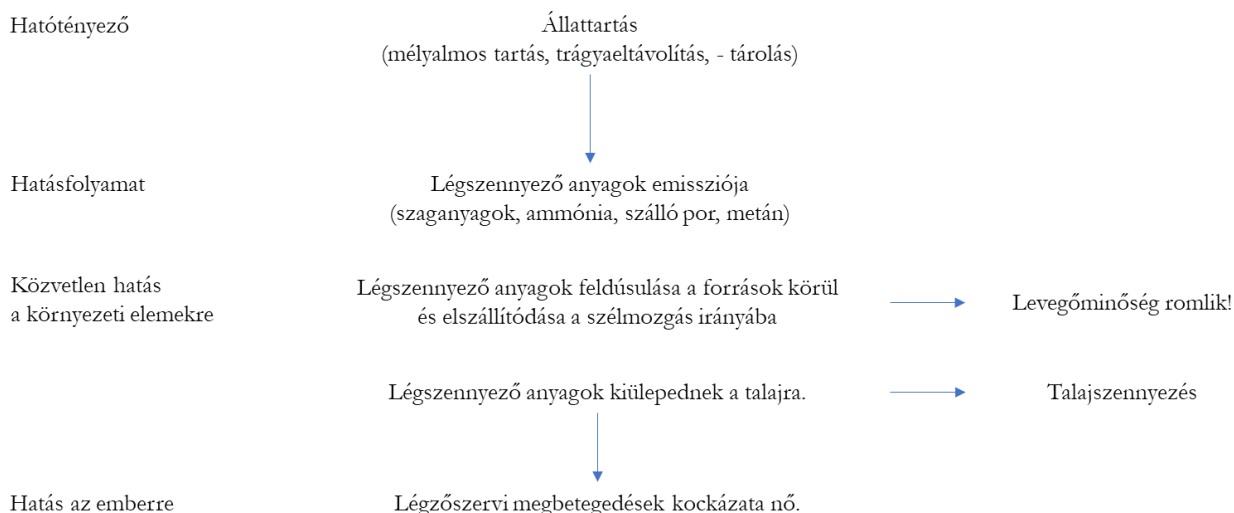 Hatótényező
Állattartás
(mélyalmos tartás, trágyaeltávolítás, - tárolás)
Hatásfolyamat
Légszennyező anyagok emissziója
(szaganyagok, ammónia, szálló por, metán)
Közvetlen hatás
a környezeti elemekre
Légszennyező anyagok feldúsulása a források körül
és elszállítódása a szélmozgás irányába
Levegőminőség romlik!
Légszennyező anyagok kiülepednek a talajra.
Talajszennyezés
Hatás az emberre
Légzőszervi megbetegedések kockázata nő.